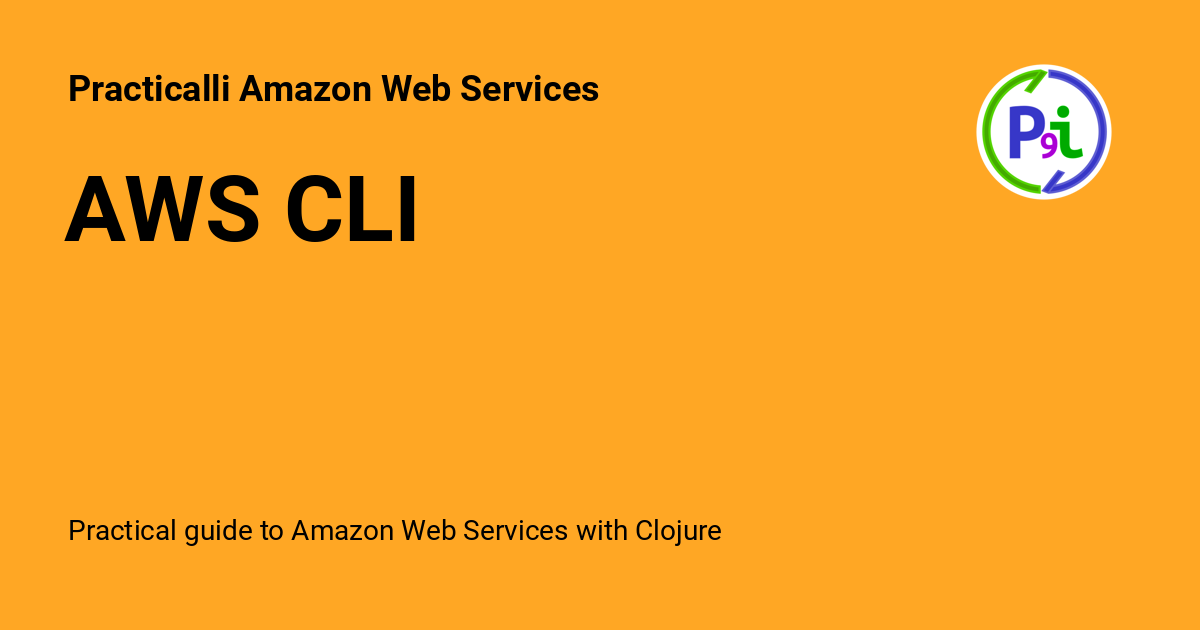 Practicalli Amazon Web Services
P9i
AWS CLI
Practical guide to Amazon Web Services with Clojure